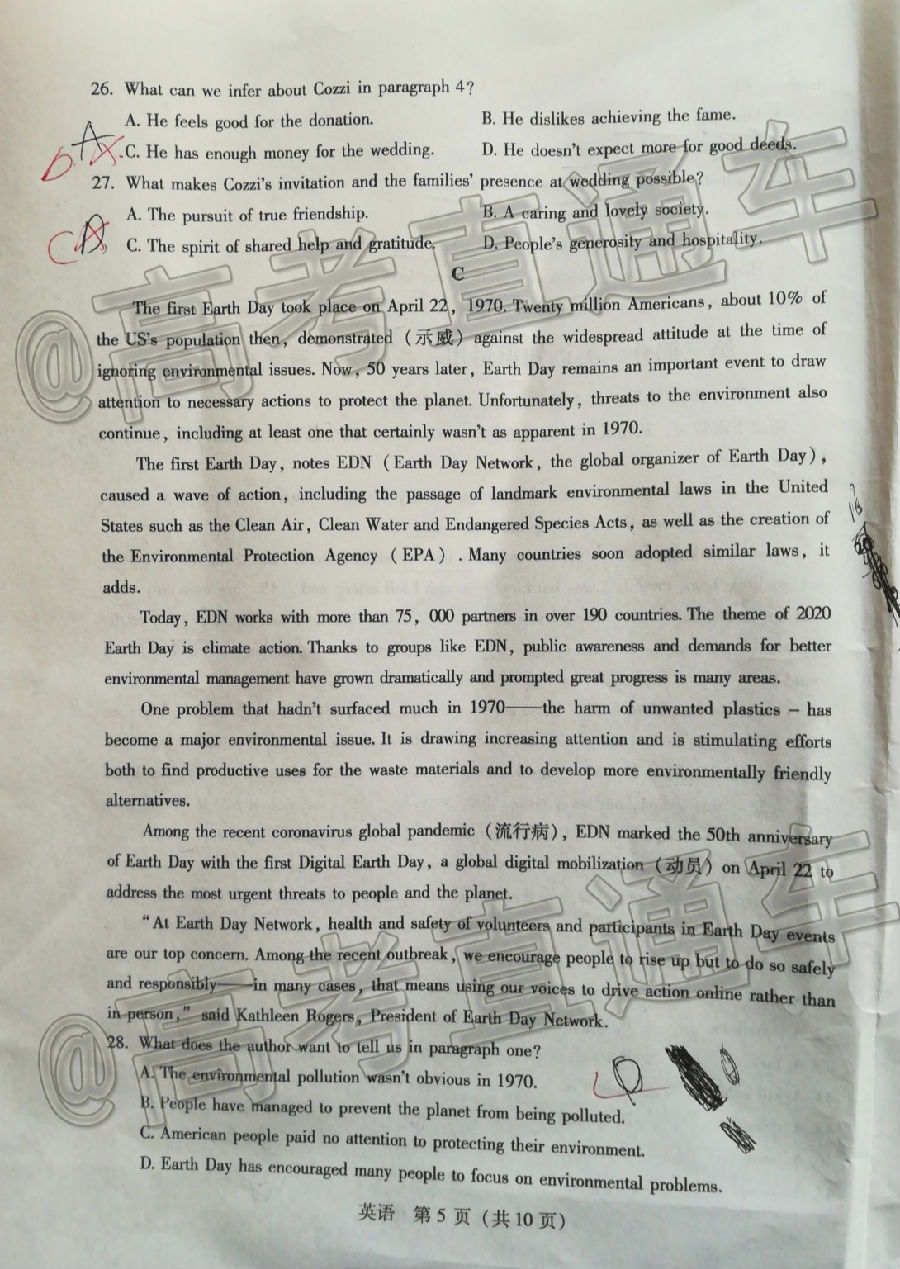 26. What can we infer about Cozzi in paragraph 4?
A. He feels good for the donation. B. He dislikes achieving the fame.
C. He has enough money for the wedding. D. He doesn't expect more for good deeds.
A
D
27. What makes Cozzi's invitation and the families' presence at wedding possible?
A. The pursuit of true friendship. B. A caring and lovely society.
C. The spirit of shared help and gratitude. D. People's generosity and hospitality.
C
C
The first Earth Day took place on April 22, 1970. Twenty million Americans, about 10% of
the US's population then, demonstrated (示威) against the widespread attitude at the time of
ignoring environmental issues. Now, 50 years later, Earth Day remains an important event to draw
attention to necessary actions to protect the planet. Unfortunately, threats to the environment also
continue, including at least one that certainly wasn't as apparent in 1970.
The first Earth Day, notes EDN (Earth Day Network, the global organizer of Earth Day),
caused a wave of action, including the passage of landmark environmental laws in the United
States such as the Clean Air, Clean Water and Endangered Species Acts, as well as the creation of
the Environmental Protection Agency (EPA) . Many countries soon adopted similar laws, it
adds.
Today, EDN works with more than 75, 000 partners in over 190 countries. The theme of 2020
Earth Day is climate action. Thanks to groups like EDN, public awareness and demands for better
environmental management have grown dramatically and prompted great progress is many areas.
One problem that hadn't surfaced much in 1970——the harm of unwanted plastics – has
become a major environmental issue. It is drawing increasing attention and is stimulating efforts
both to find productive uses for the waste materials and to develop more environmentally friendly
alternatives.
Among the recent coronavirus global pandemic (流行病), EDN marked the 50th anniversary
of Earth Day with the first Digital Earth Day, a global digital mobilization (动员) on April 22 to
address the most urgent threats to people and the planet.
“At Earth Day Network, health and safety of volunteers and participants in Earth Day events
are our top concern. Among the recent outbreak, we encourage people to rise up but to do so safely
and responsibly——in many cases, that means using our voices to drive action online rather than
in person,” said Kathleen Rogers, President of Earth Day Network.
28. What does the author want to tell us in paragraph one?
A. The environmental pollution wasn't obvious in 1970.
B. People have managed to prevent the planet from being polluted.
C. American people paid no attention to protecting their environment.
D. Earth Day has encouraged many people to focus on environmental problems.
英语 第 5 页 (共 10 页)
@高考直通车
@高考直通车